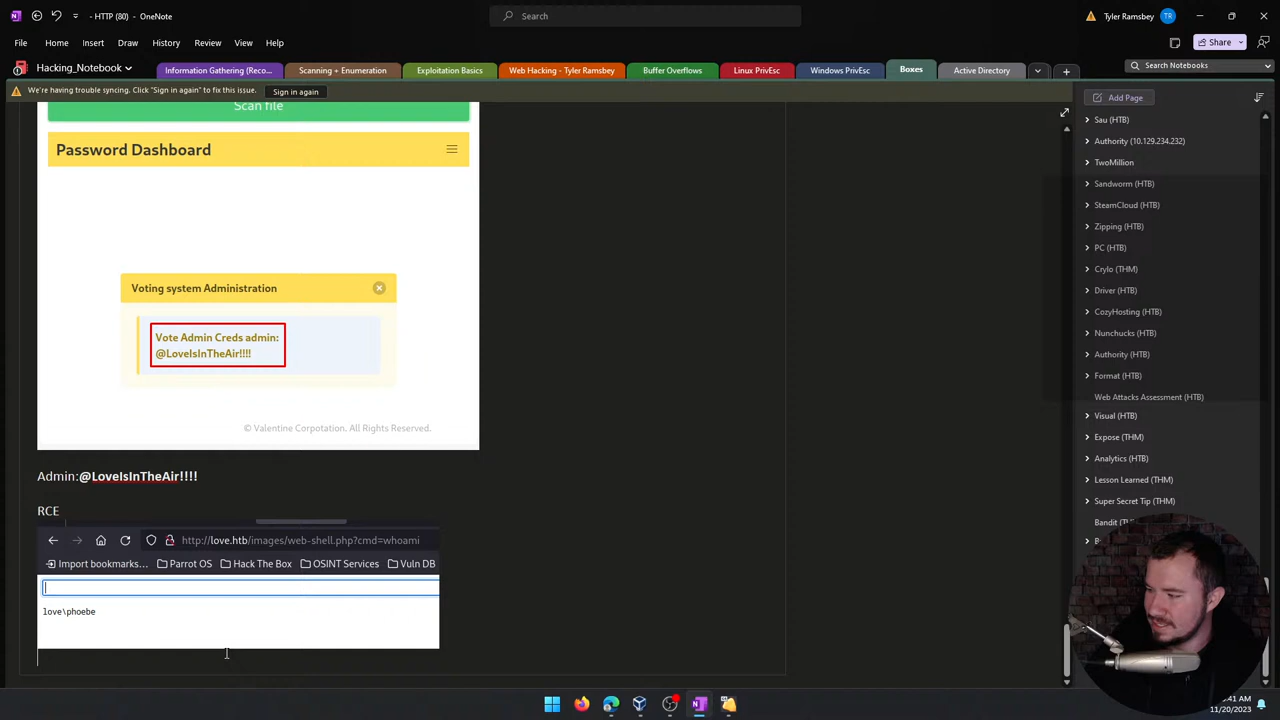 HTTP (80) - OneNote
Search
Tyler Ramsbey
TR
File
Home
Insert
Draw
History
Review
View
Help
Share
Hacking_Notebook
Information Gathering (Reco...
Scanning + Enumeration
Exploitation Basics
Web Hacking - Tyler Ramsbey
Buffer Overflows
Linux PrivEsc
Windows PrivEsc
Boxes
Active Directory
Search Notebooks
We're having trouble syncing. Click "Sign in again" to fix this issue.
Sign in again
Scan file
Password Dashboard
Voting system Administration
Vote Admin Creds admin:
@LoveIsInTheAir!!!!
© Valentine Corpotation. All Rights Reserved.
Admin:@LoveIsInTheAir!!!!
RCE
http://love.htb/images/web-shell.php?cmd=whoami
Import bookmarks...
Parrot OS
Hack The Box
OSINT Services
Vuln DB
love\phoebe
Add Page
Sau (HTB)
Authority (10.129.234.232)
TwoMillion
Sandworm (HTB)
SteamCloud (HTB)
Zipping (HTB)
PC (HTB)
Crylo (THM)
Driver (HTB)
CozyHosting (HTB)
Nunchucks (HTB)
Authority (HTB)
Format (HTB)
Web Attacks Assessment (HTB)
Visual (HTB)
Expose (THM)
Analytics (HTB)
Lesson Learned (THM)
Super Secret Tip (THM)
Bandit
:41 AM
11/20/2023